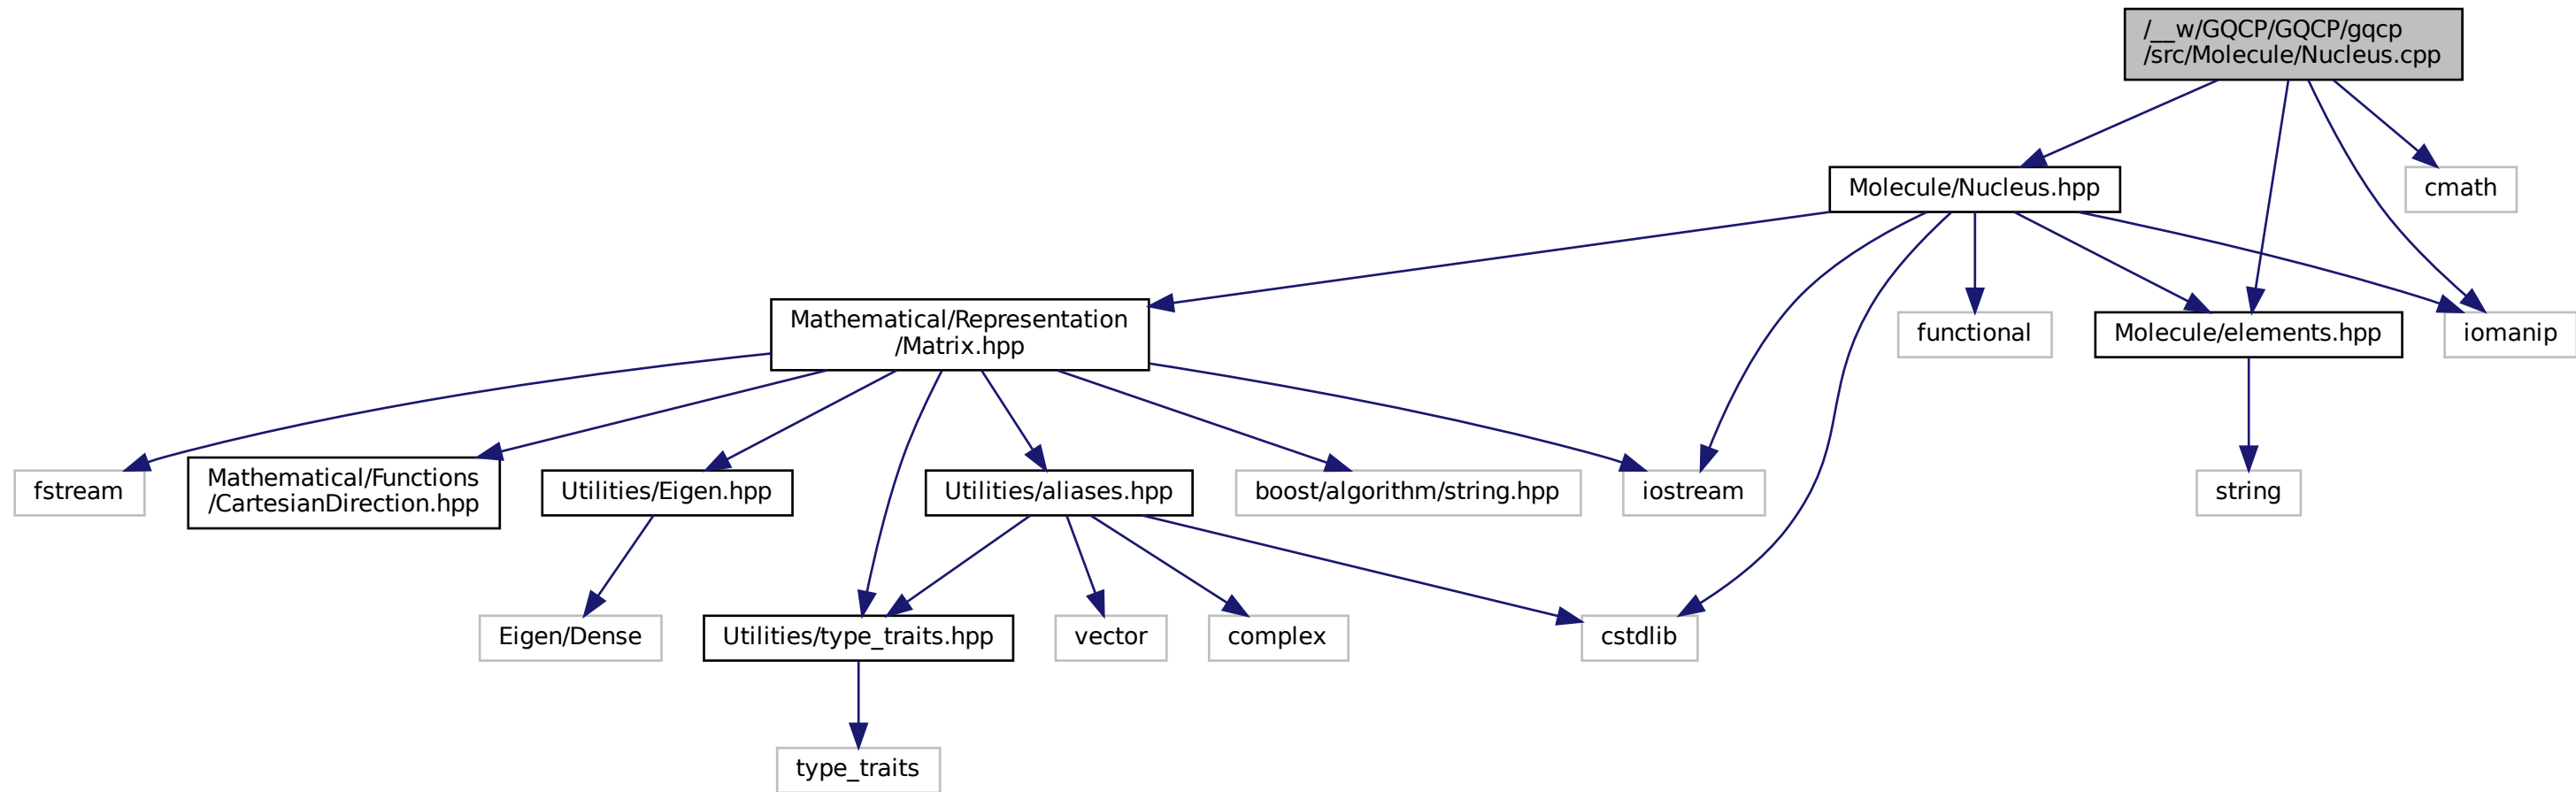 /__w/GQCP/GQCP/gqcp
/src/Molecule/Nucleus.cpp
Molecule/Nucleus.hpp
cmath
Mathematical/Representation
/Matrix.hpp
functional
Molecule/elements.hpp
iomanip
fstream
Mathematical/Functions
/CartesianDirection.hpp
Utilities/Eigen.hpp
Utilities/aliases.hpp
boost/algorithm/string.hpp
iostream
string
Eigen/Dense
Utilities/type_traits.hpp
vector
complex
cstdlib
type_traits